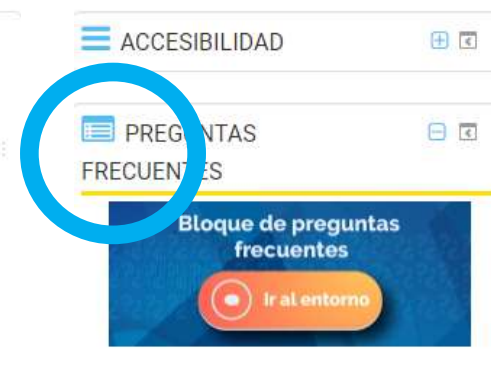 ACCESIBILIDAD
PREGUNTAS
FRECUENTES
Bloque de preguntas
frecuentes
Ir al entorno